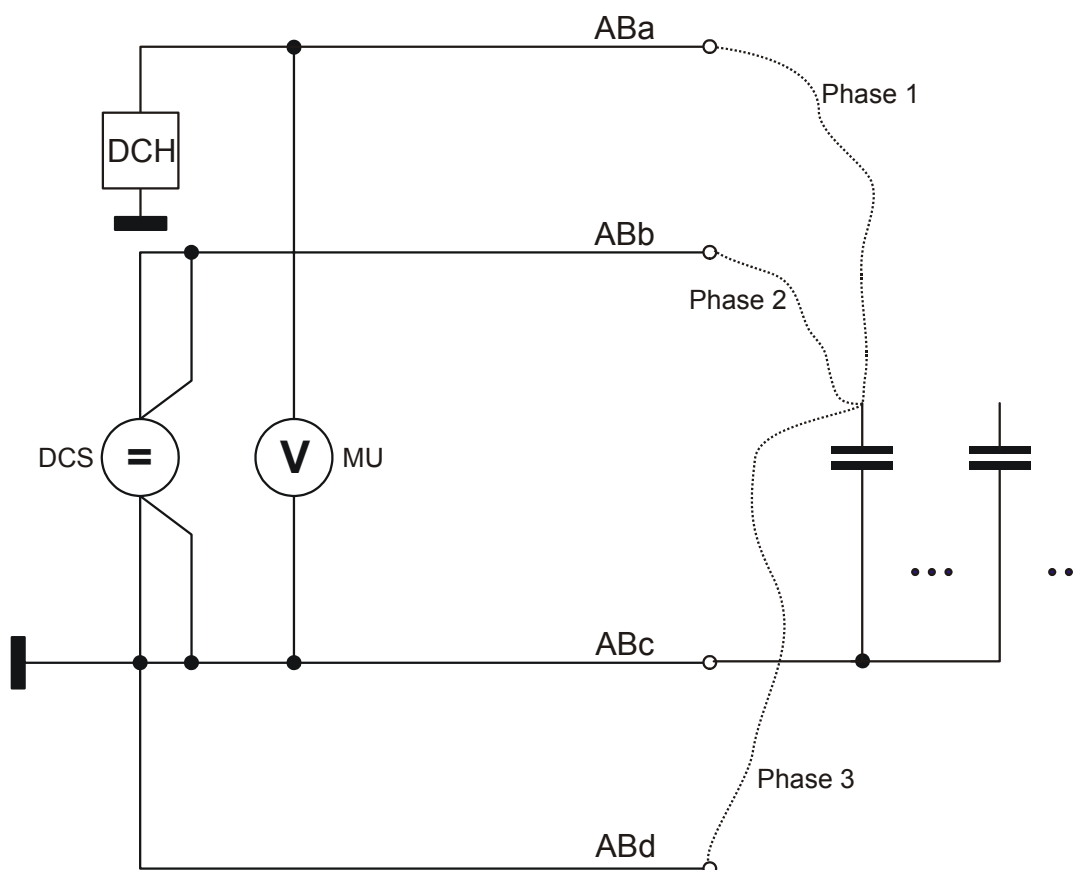 ABa
Phase 1
DCH
ABb
Phase 2
DCS
=
V
MU
ABc
Phase 3
ABd